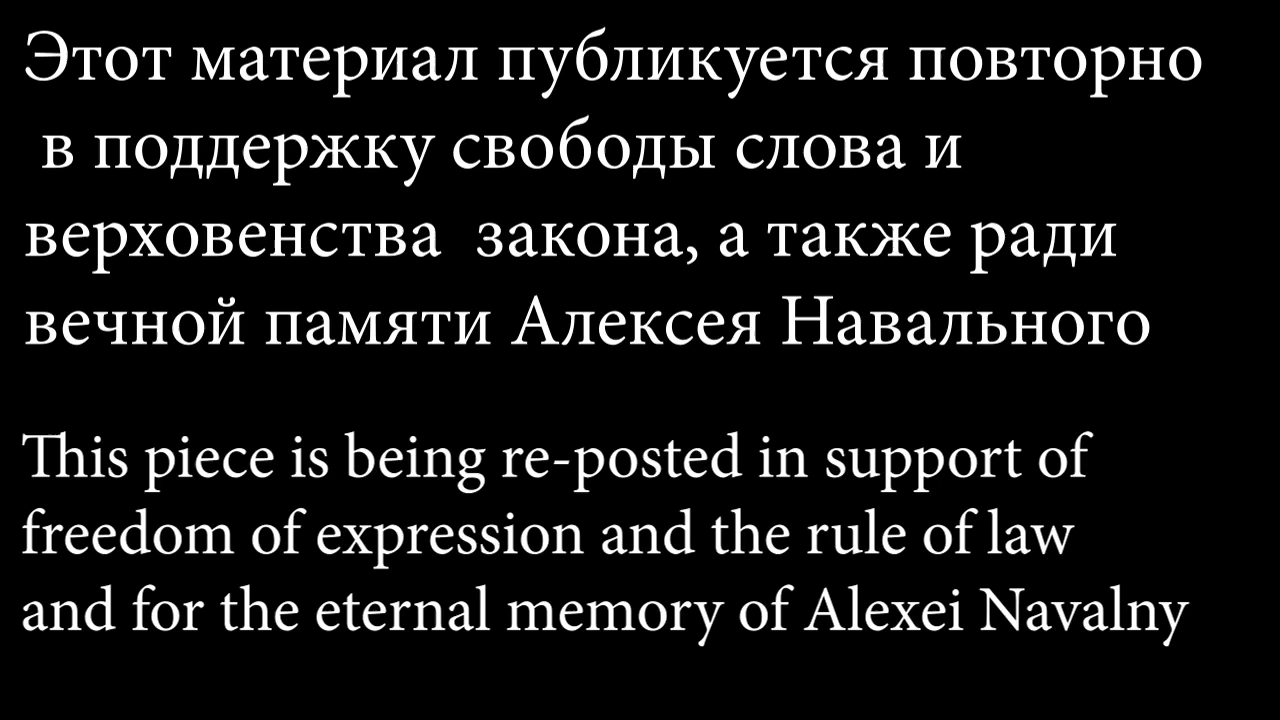 Этот материал публикуется повторно
в поддержку свободы слова и
верховенства закона, а также ради
вечной памяти Алексея Навального
This piece is being re-posted in support of
freedom of expression and the rule of law
and for the eternal memory of Alexei Navalny